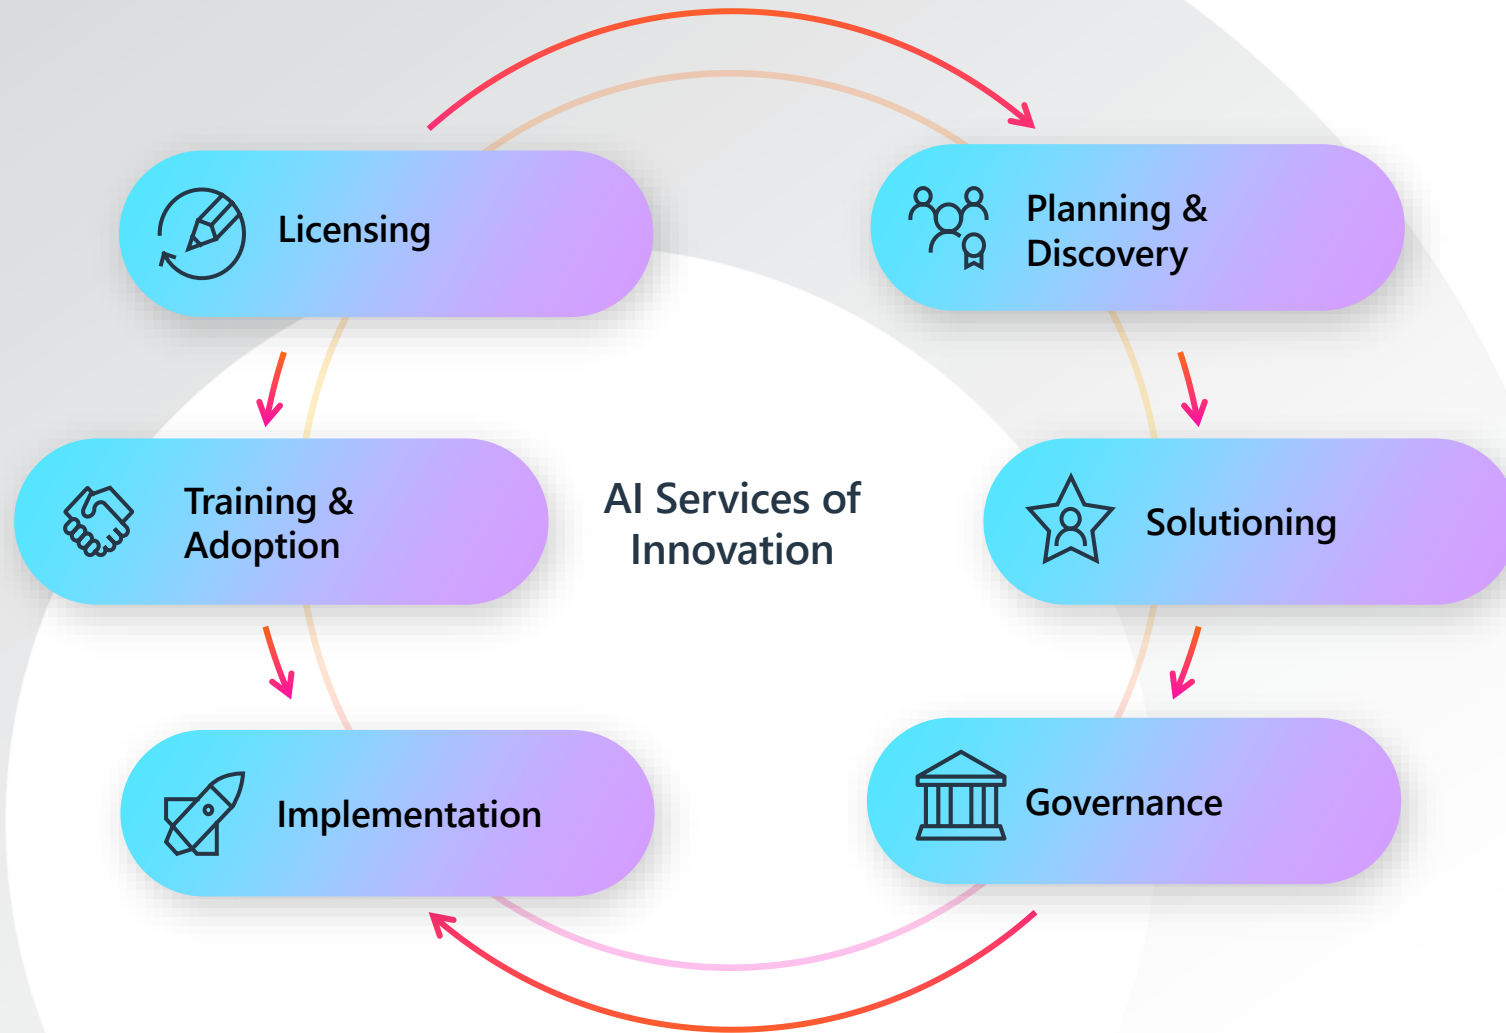 Licensing
Planning &
Discovery
Training &
Adoption
AI Services of
Innovation
Solutioning
Implementation
Governance